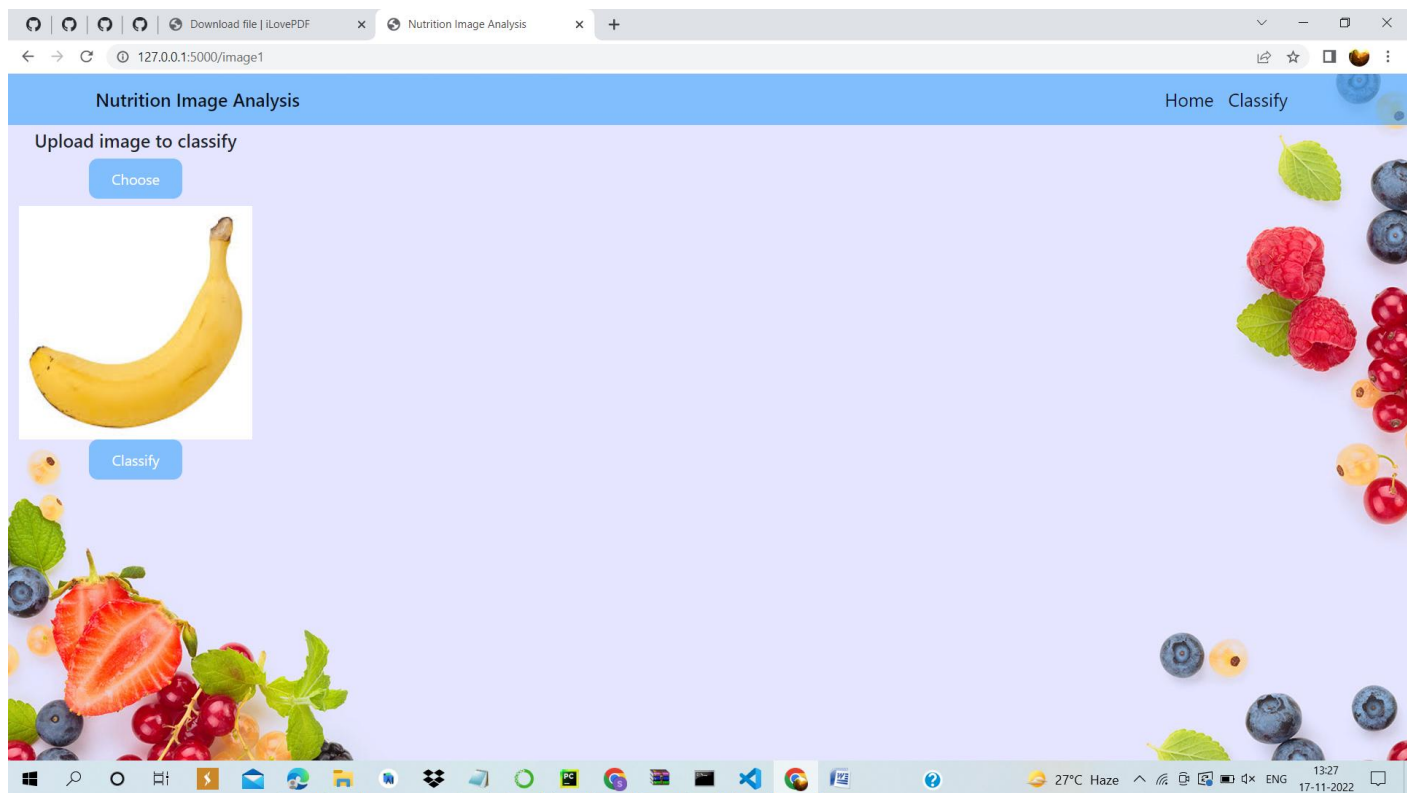 Download file | iLovePDF
Nutrition Image Analysis
127.0.0.1:5000/image1
Nutrition Image Analysis
Home Classify
Upload image to classify
Choose
Classify
27°C Haze
ENG
13:27
17-11-2022